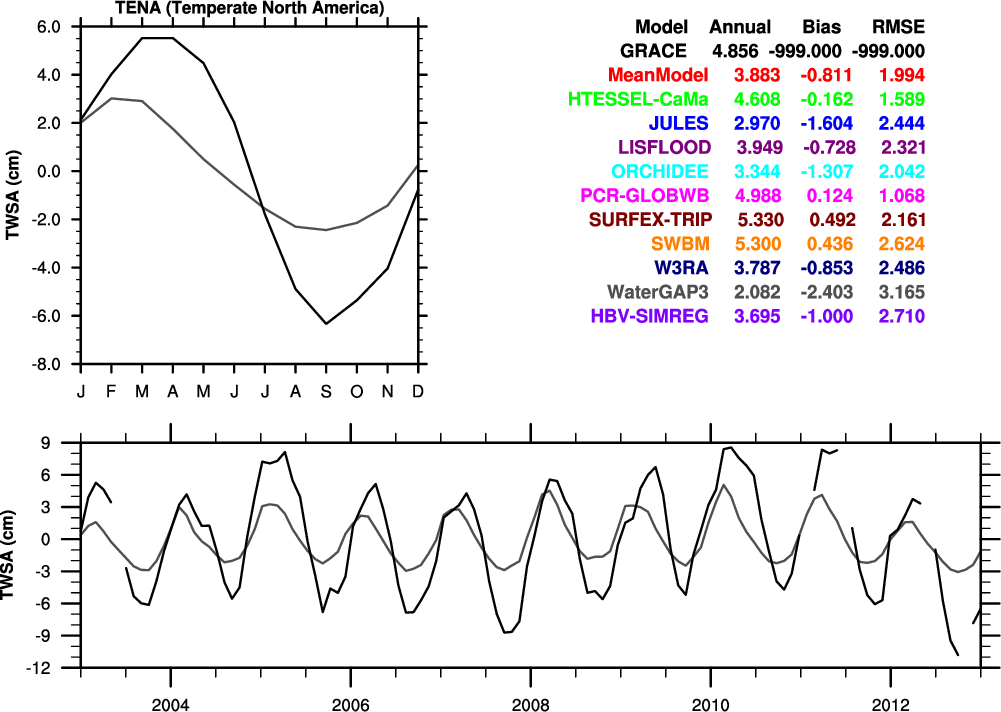 TENA (Temperate North America)
6.0
4.0
2.0
0.0
-2.0
-4.0
-6.0
-8.0
TWSA (cm)
J F M A M J J A S O N D
Model Annual Bias RMSE
GRACE 4.856 -999.000 -999.000
MeanModel 3.883 -0.811 1.994
HTESSEL-CaMa 4.608 -0.162 1.589
JULES 2.970 -1.604 2.444
LISFLOOD 3.949 -0.728 2.321
ORCHIDEE 3.344 -1.307 2.042
PCR-GLOBWB 4.988 0.124 1.068
SURFEX-TRIP 5.330 0.492 2.161
SWBM 5.300 0.436 2.624
W3RA 3.787 -0.853 2.486
WaterGAP3 2.082 -2.403 3.165
HBV-SIMREG 3.695 -1.000 2.710
9
6
3
0
-3
-6
-9
-12
TWSA (cm)
2004 2006 2008 2010 2012